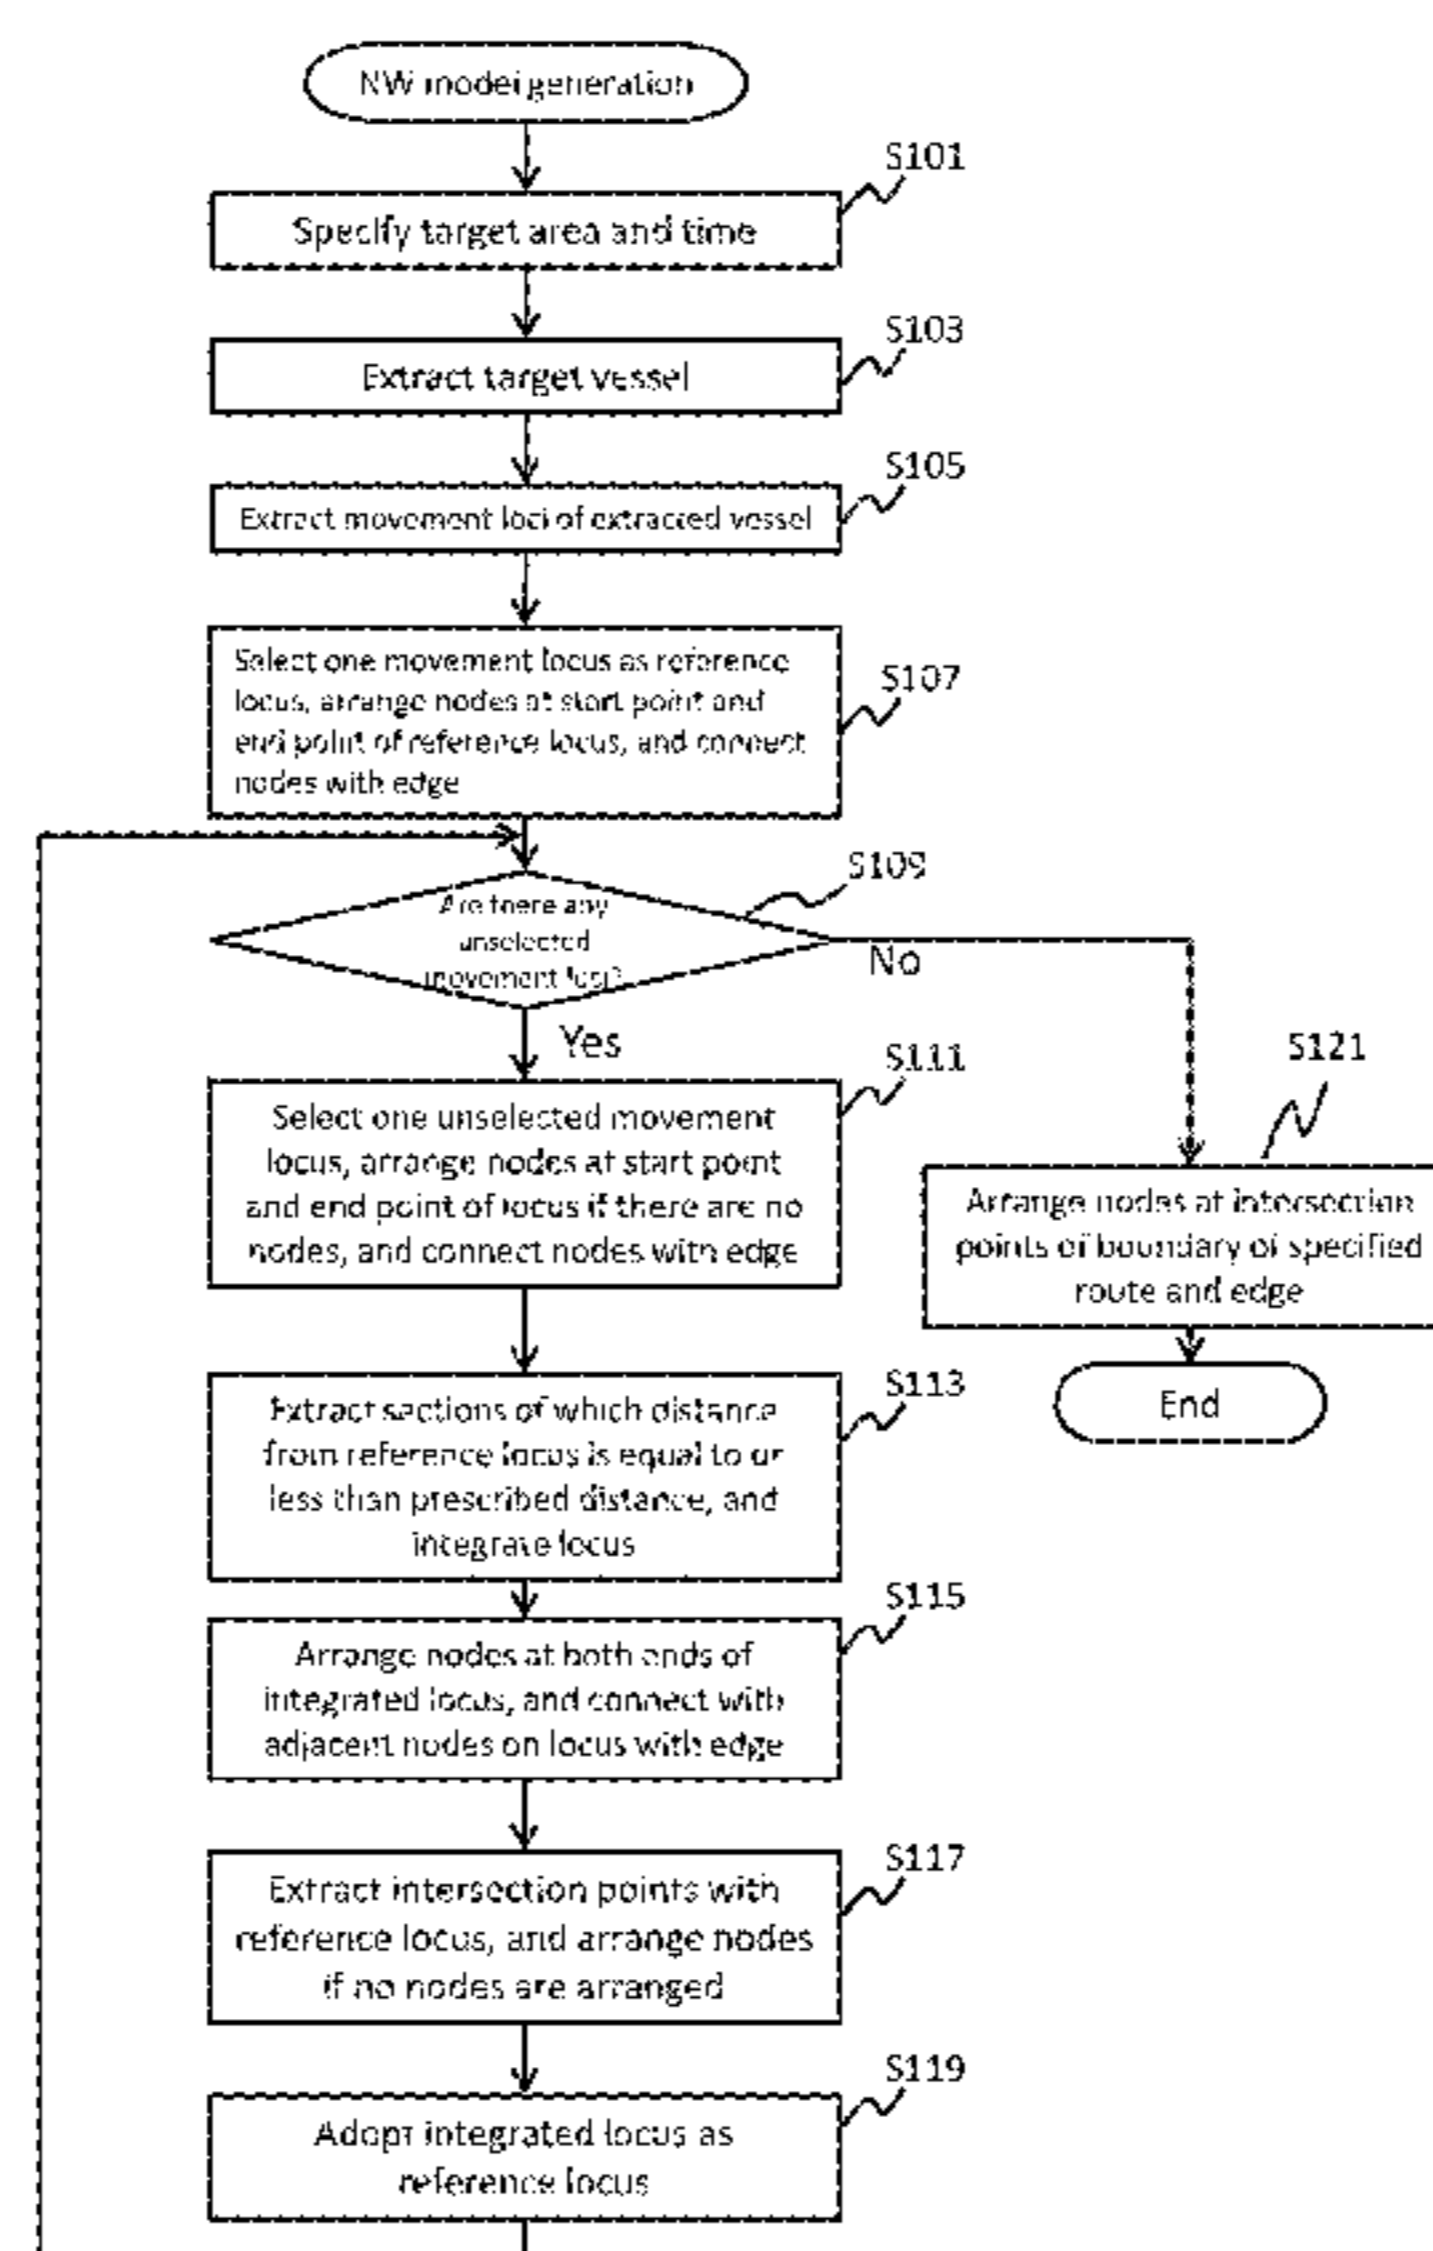 NW model generation
S101
Specify target area and time
S103
Extract target vessel
S105
Extract movement loci of extracted vessel
S107
Select one movement locus as reference
locus, arrange nodes at start point and
end point of reference locus, and connect
nodes with edge
S109
Are there any
unselected
movement loci?
No
Yes
S111
Select one unselected movement
locus, arrange nodes at start point
and end point of locus if there are no
nodes, and connect nodes with edge
S121
Arrange nodes at intersection
points of boundary of specified
route and edge
End
S113
Extract sections of which distance
from reference locus is equal to or
less than prescribed distance, and
integrate locus
S115
Arrange nodes at both ends of
integrated locus, and connect with
adjacent nodes on locus with edge
S117
Extract intersection points with
reference locus, and arrange nodes
if no nodes are arranged
S119
Adopt integrated locus as
reference locus